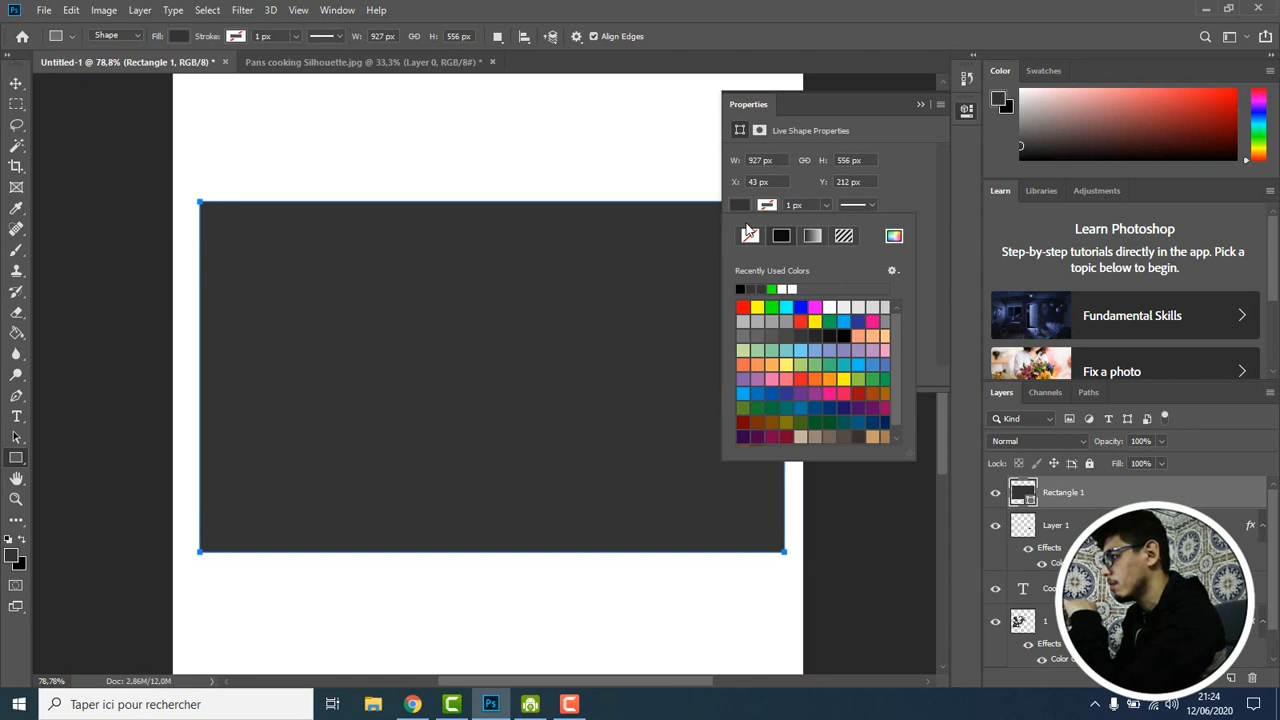 Ps File Edit Image Layer Type Select Filter 3D View Window Help
Shape Fill: Stroke: 1 px W: 927 px H: 556 px Align Edges
Untitled-1 @ 78,8% (Rectangle 1, RGB/8) * Pans cooking Silhouette.jpg @ 33,3% (Layer 0, RGB/8#) *
Properties
Live Shape Properties
W: 927 px H: 556 px
X: 43 px Y: 212 px
1 px
Recently Used Colors
Color Swatches
Learn Libraries Adjustments
Learn Photoshop
Step-by-step tutorials directly in the app. Pick a
topic below to begin.
Fundamental Skills
Fix a photo
Layers Channels Paths
Kind
Normal Opacity: 100%
Lock: Fill: 100%
Rectangle 1
Layer 1 fx
Effects
T
1
Effects
78,78% Doc: 2,86M/12,0M
Taper ici pour rechercher
Ps
21:24
12/06/2020